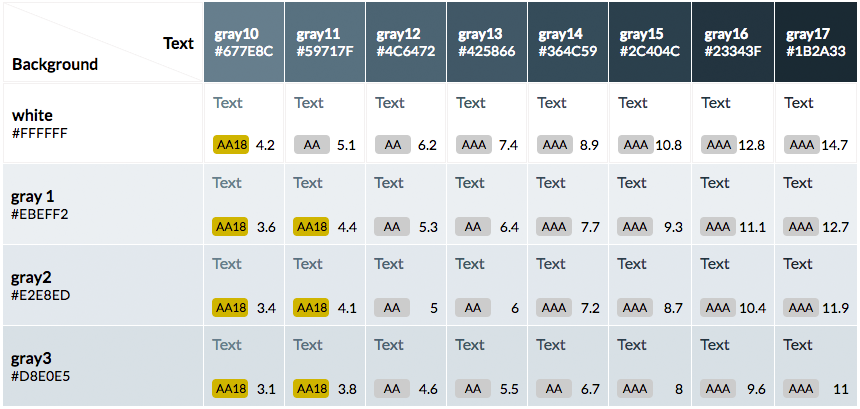 Text
Background
gray10 gray11 gray12 gray13 gray14 gray15 gray16 gray17
#677E8C #59717F #4C6472 #425866 #364C59 #2C404C #23343F #1B2A33
white
#FFFFFF
Text Text Text Text Text Text Text Text
AA18 4.2 AA 5.1 AA 6.2 AAA 7.4 AAA 8.9 AAA 10.8 AAA 12.8 AAA 14.7
gray 1
#EBEFF2
Text Text Text Text Text Text Text Text
AA18 3.6 AA18 4.4 AA 5.3 AA 6.4 AAA 7.7 AAA 9.3 AAA 11.1 AAA 12.7
gray2
#E2E8ED
Text Text Text Text Text Text Text Text
AA18 3.4 AA18 4.1 AA 5 AA 6 AAA 7.2 AAA 8.7 AAA 10.4 AAA 11.9
gray3
#D8E0E5
Text Text Text Text Text Text Text Text
AA18 3.1 AA18 3.8 AA 4.6 AA 5.5 AA 6.7 AAA 8 AAA 9.6 AAA 11